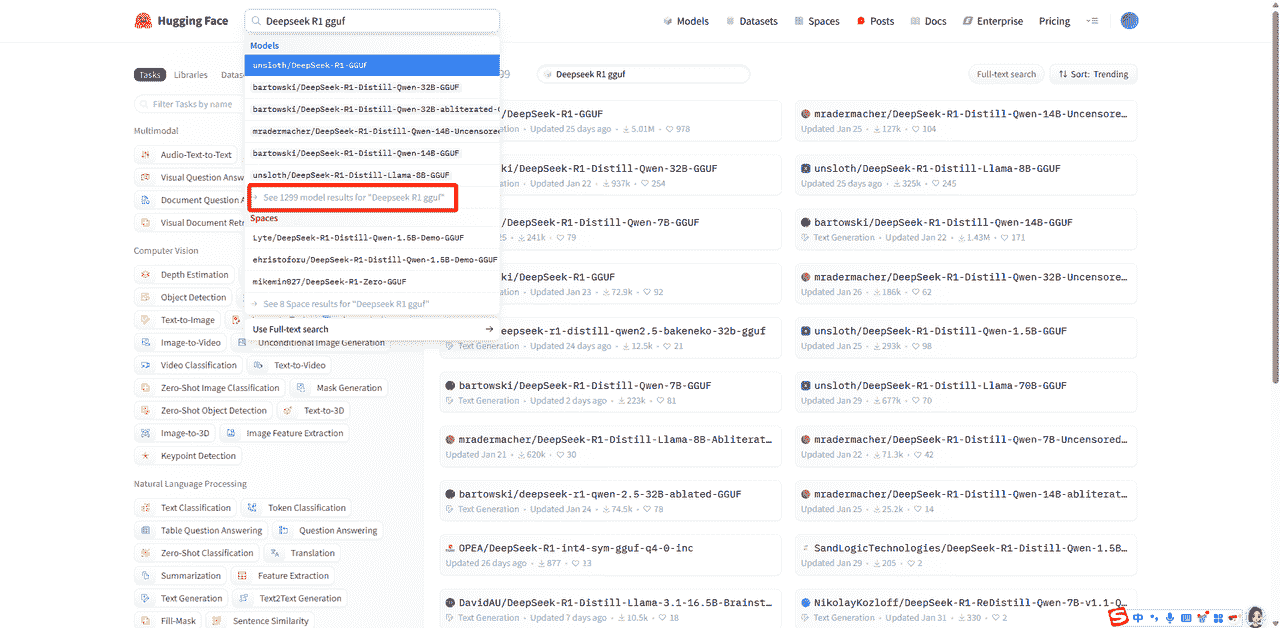 Hugging Face
Deepseek R1 gguf
Models
Datasets
Spaces
Posts
Docs
Enterprise
Pricing
Models
unsloth/DeepSeek-R1-GGUF
bartowski/DeepSeek-R1-Distill-Qwen-32B-GGUF
bartowski/DeepSeek-R1-Distill-Qwen-32B-abliterated-
mradermacher/DeepSeek-R1-Distill-Qwen-14B-Uncensored
bartowski/DeepSeek-R1-Distill-Qwen-14B-GGUF
unsloth/DeepSeek-R1-Distill-Llama-8B-GGUF
See 1299 model results for "Deepseek R1 gguf"
Spaces
Lyte/DeepSeek-R1-Distill-Qwen-1.5B-Demo-GGUF
ehristoforu/DeepSeek-R1-Distill-Qwen-1.5B-Demo-GGUF
mikemin027/DeepSeek-R1-Zero-GGUF
See 8 Space results for "Deepseek R1 gguf"
Use Full-text search
Tasks
Libraries
Filter Tasks by name
Multimodal
Audio-Text-to-Text
Visual Question Answ
Document Question A
Visual Document Retr
Computer Vision
Depth Estimation
Object Detection
Text-to-Image
Image-to-Video
Unconditional Image Generation
Video Classification
Text-to-Video
Zero-Shot Image Classification
Mask Generation
Zero-Shot Object Detection
Text-to-3D
Image-to-3D
Image Feature Extraction
Keypoint Detection
Natural Language Processing
Text Classification
Token Classification
Table Question Answering
Question Answering
Zero-Shot Classification
Translation
Summarization
Feature Extraction
Text Generation
Text2Text Generation
Fill-Mask
Sentence Similarity
99
Deepseek R1 gguf
Full-text search
Sort: Trending
/DeepSeek-R1-GGUF
Updated 25 days ago • 5.01M • 978
mradermacher/DeepSeek-R1-Distill-Qwen-14B-Uncensore…
Updated Jan 25 • 127k • 104
ki/DeepSeek-R1-Distill-Qwen-32B-GGUF
Updated Jan 22 • 937k • 254
unsloth/DeepSeek-R1-Distill-Llama-8B-GGUF
Updated 25 days ago • 325k • 245
/DeepSeek-R1-Distill-Qwen-7B-GGUF
25 • 241k • 79
bartowski/DeepSeek-R1-Distill-Qwen-14B-GGUF
Text Generation • Updated Jan 22 • 1.43M • 171
ki/DeepSeek-R1-GGUF
Updated Jan 23 • 72.9k • 92
mradermacher/DeepSeek-R1-Distill-Qwen-32B-Uncensore…
Updated Jan 26 • 186k • 62
eepseek-r1-distill-qwen2.5-bakeneko-32b-gguf
Text Generation • Updated 24 days ago • 12.5k • 21
unsloth/DeepSeek-R1-Distill-Qwen-1.5B-GGUF
Updated Jan 25 • 293k • 98
bartowski/DeepSeek-R1-Distill-Qwen-7B-GGUF
Text Generation • Updated 2 days ago • 223k • 81
unsloth/DeepSeek-R1-Distill-Llama-70B-GGUF
Updated Jan 29 • 677k • 70
mradermacher/DeepSeek-R1-Distill-Llama-8B-Abliterat…
Updated Jan 21 • 620k • 30
mradermacher/DeepSeek-R1-Distill-Qwen-7B-Uncensored…
Updated Jan 22 • 71.3k • 42
bartowski/deepseek-r1-qwen-2.5-32B-ablated-GGUF
Text Generation • Updated Jan 24 • 74.5k • 78
mradermacher/DeepSeek-R1-Distill-Qwen-14B-abliterat…
Updated Jan 25 • 25.2k • 14
OPEA/DeepSeek-R1-int4-sym-gguf-q4-0-inc
Updated 26 days ago • 877 • 13
SandLogicTechnologies/DeepSeek-R1-Distill-Qwen-1.5B…
Updated Jan 29 • 205 • 2
DavidAU/DeepSeek-R1-Distill-Llama-3.1-16.5B-Brainst…
Text Generation • Updated 7 days ago • 10.5k • 18
NikolayKozloff/DeepSeek-R1-ReDistill-Qwen-7B-v1.1-Q…
Text Generation • Updated Jan 31 • 330 • 2
中